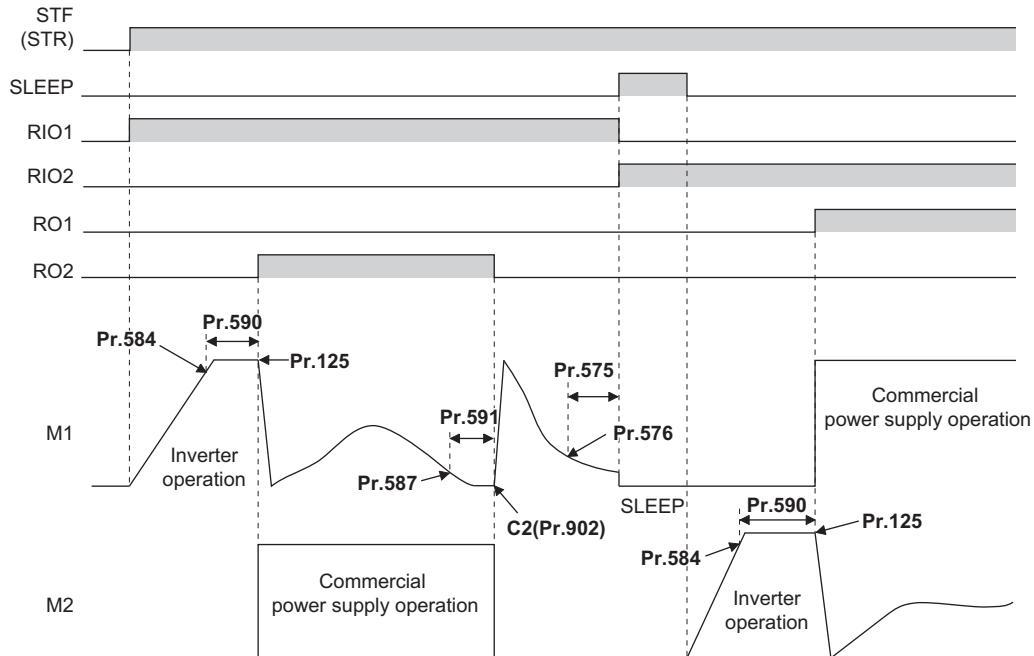 STF
(STR)
SLEEP
RIO1
RIO2
RO1
RO2
Pr.590
Pr.584
Pr.125
Pr.575
Commercial
power supply operation
Pr.591
M1
Pr.576
Inverter
operation
Pr.587
SLEEP
Pr.590
C2(Pr.902)
Pr.125
Pr.584
Commercial
power supply operation
M2
Inverter
operation